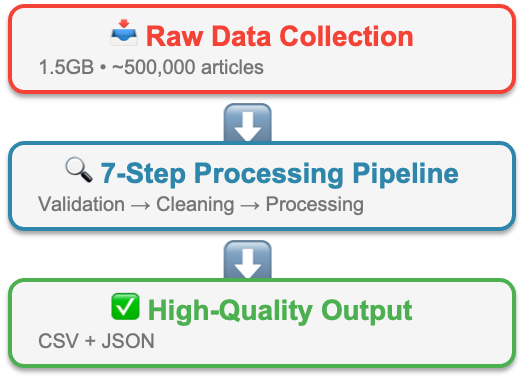 Raw Data Collection
1.5GB • ~500,000 articles
7-Step Processing Pipeline
Validation → Cleaning → Processing
High-Quality Output
CSV + JSON